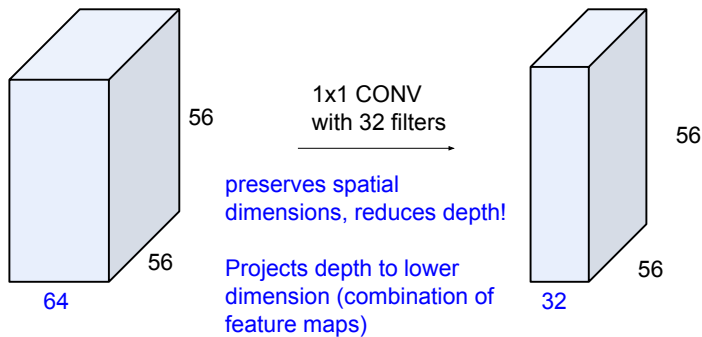 56
56
64
1x1 CONV
with 32 filters
preserves spatial
dimensions, reduces depth!
Projects depth to lower
dimension (combination of
feature maps)
56
56
32